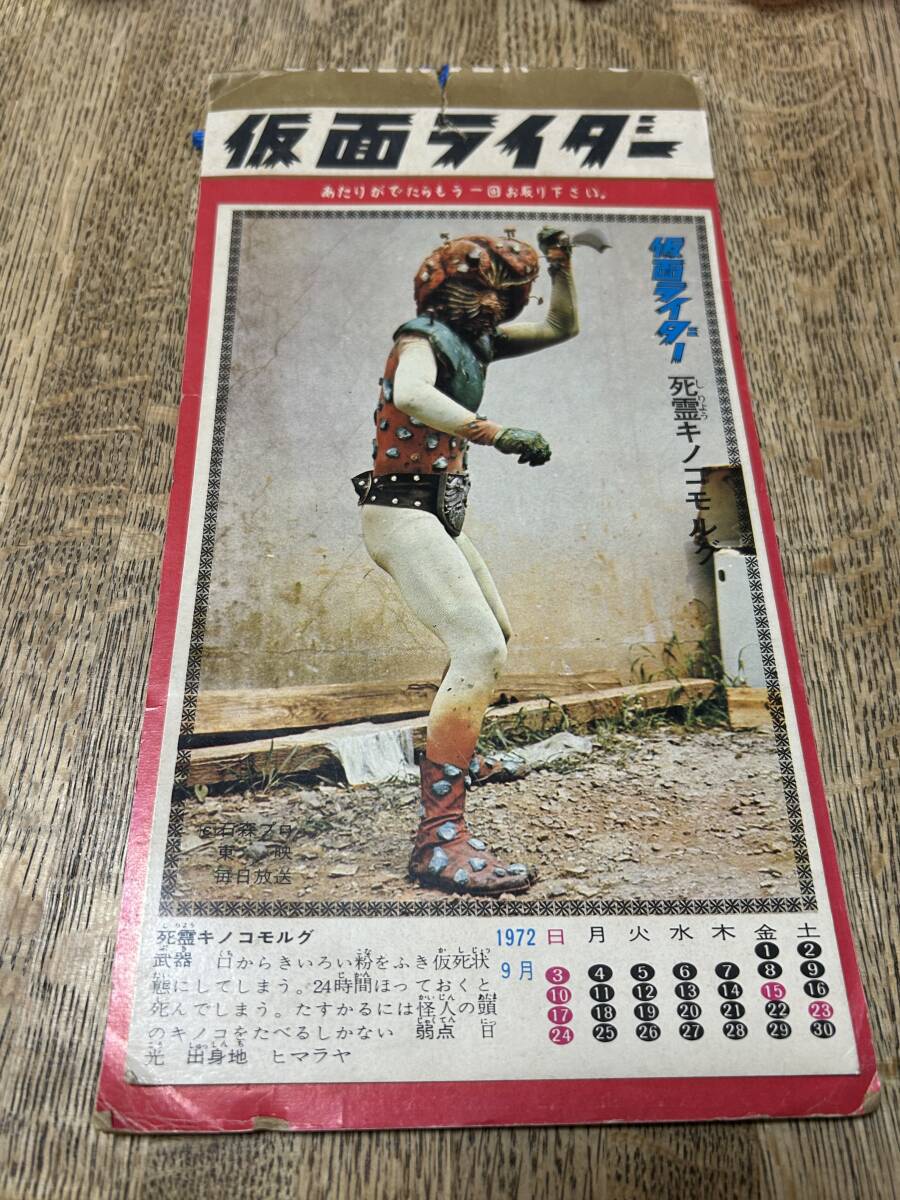 仮面ライダー
あたりがでたらもう一回お取り下さい。
仮面ライダー
死霊キノコモルグ
しりょう
©石森プロ
東映
毎日放送
死霊キノコモルグ
武器 口からきいろい粉をふき仮死状
態にしてしまう。24時間ほっておくと
死んでしまう。たすかるには怪人の頭
のキノコをたべるしかない 弱点 日
光 出身地 ヒマラヤ
1972
9月
日 月 火 水 木 金 土
1 2
3 4 5 6 7 8 9
10 11 12 13 14 15 16
17 18 19 20 21 22 23
24 25 26 27 28 29 30